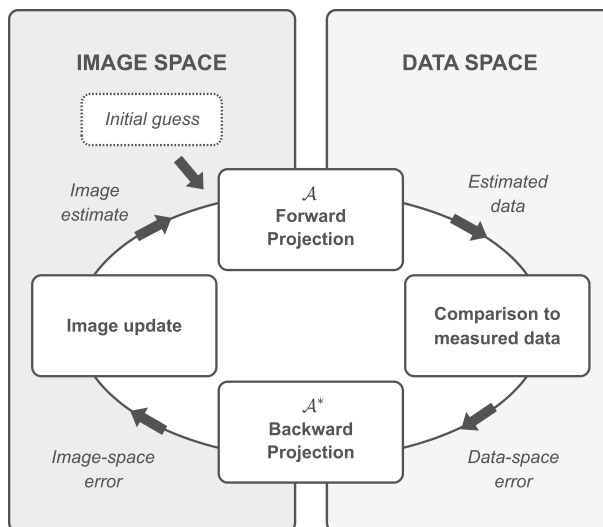 IMAGE SPACE
DATA SPACE
Initial guess
Image
estimate
𝒜
Forward
Projection
Estimated
data
Image update
Comparison to
measured data
𝒜*
Backward
Projection
Image-space
error
Data-space
error